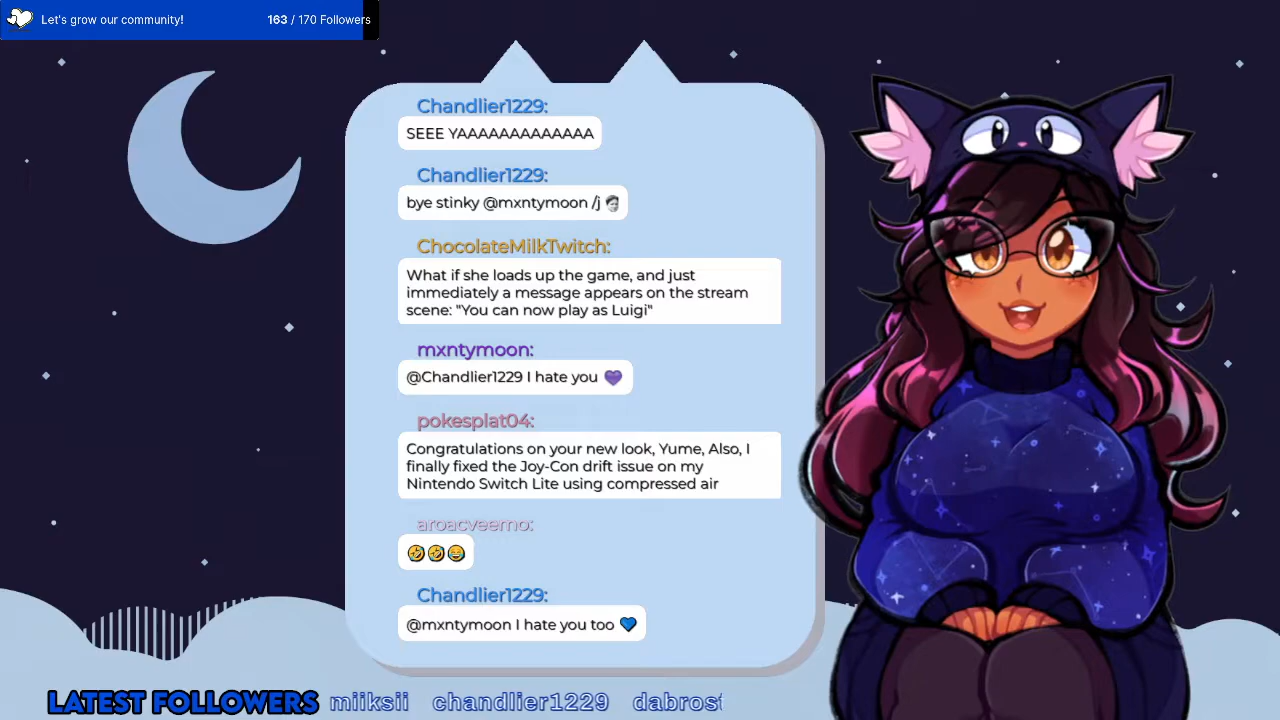 Let's grow our community!
163 / 170 Followers
Chandlier1229:
SEEE YAAAAAAAAAAAAA
Chandlier1229:
bye stinky @mxntymoon /j
ChocolateMilkTwitch:
What if she loads up the game, and just
immediately a message appears on the stream
scene: "You can now play as Luigi"
mxntymoon:
@Chandlier1229 I hate you 💜
pokesplat04:
Congratulations on your new look, Yume, Also, I
finally fixed the Joy-Con drift issue on my
Nintendo Switch Lite using compressed air
aroacveemo:
🤣🤣😂
Chandlier1229:
@mxntymoon I hate you too 💙
LATEST FOLLOWERS miiksii chandlier1229 dabrost